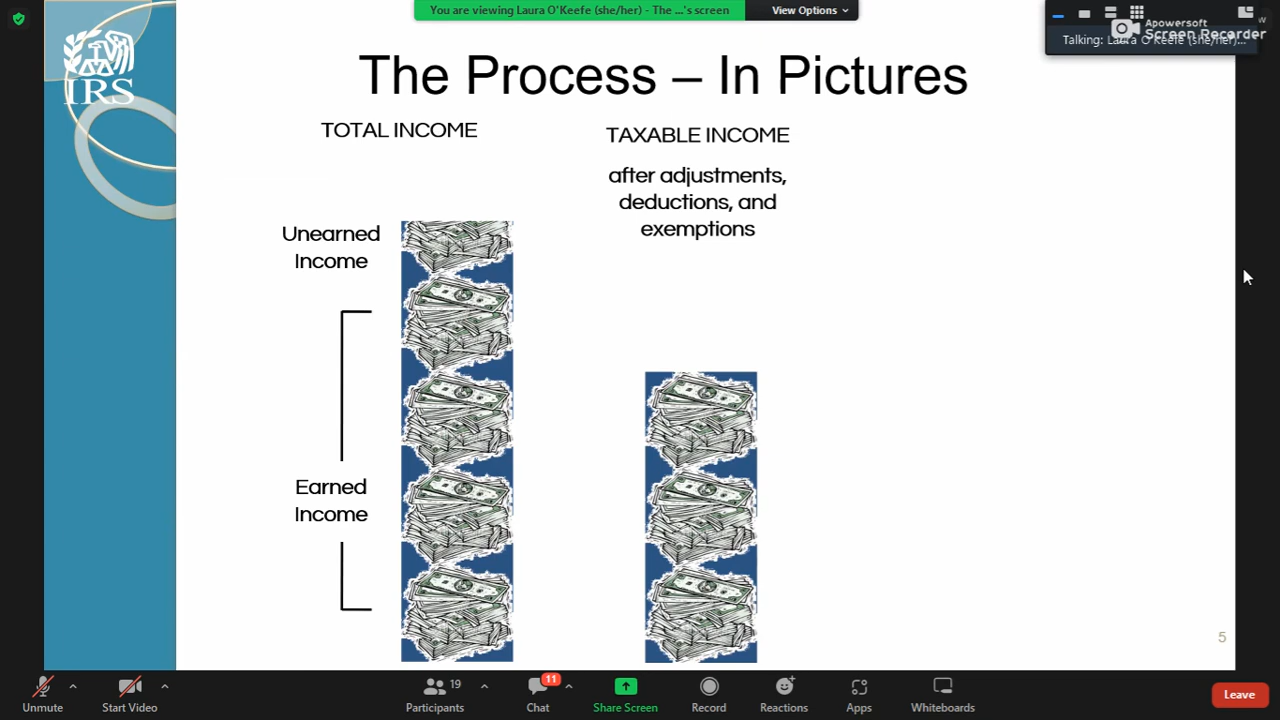 You are viewing Laura O'Keefe (she/her) - The ...'s screen
View Options
Apowersoft
Screen Recorder
Talking: Laura O'Keefe (she/her)...
IRS
The Process – In Pictures
TOTAL INCOME
TAXABLE INCOME
after adjustments,
deductions, and
exemptions
Unearned
Income
Earned
Income
5
19
11
Unmute
Start Video
Participants
Chat
Share Screen
Record
Reactions
Apps
Whiteboards
Leave